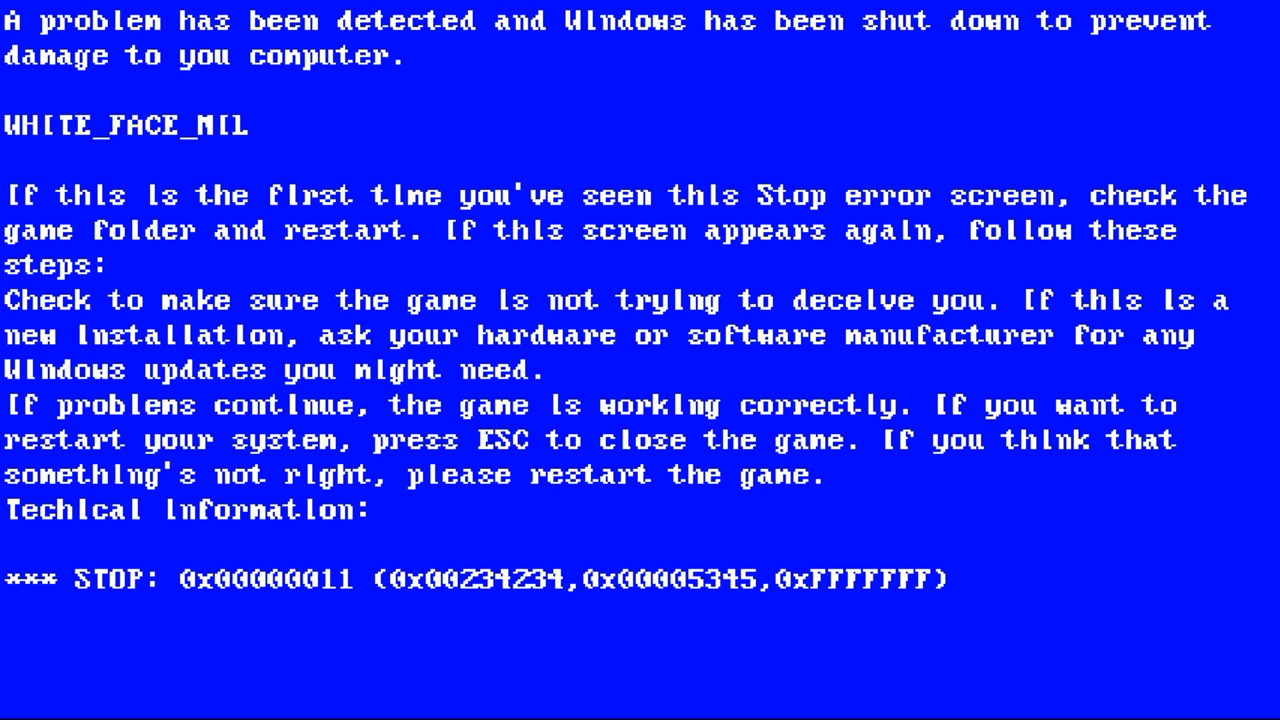 A problem has been detected and Windows has been shut down to prevent
damage to you computer.
WHITE_FACE_MIL
If this is the first time you've seen this Stop error screen, check the
game folder and restart. If this screen appears again, follow these
steps:
Check to make sure the game is not trying to deceive you. If this is a
new installation, ask your hardware or software manufacturer for any
Windows updates you might need.
If problems continue, the game is working correctly. If you want to
restart your system, press ESC to close the game. If you think that
something's not right, please restart the game.
Techical information:
*** STOP: 0x00000011 (0x00234234,0x00005345,0xFFFFFFF)